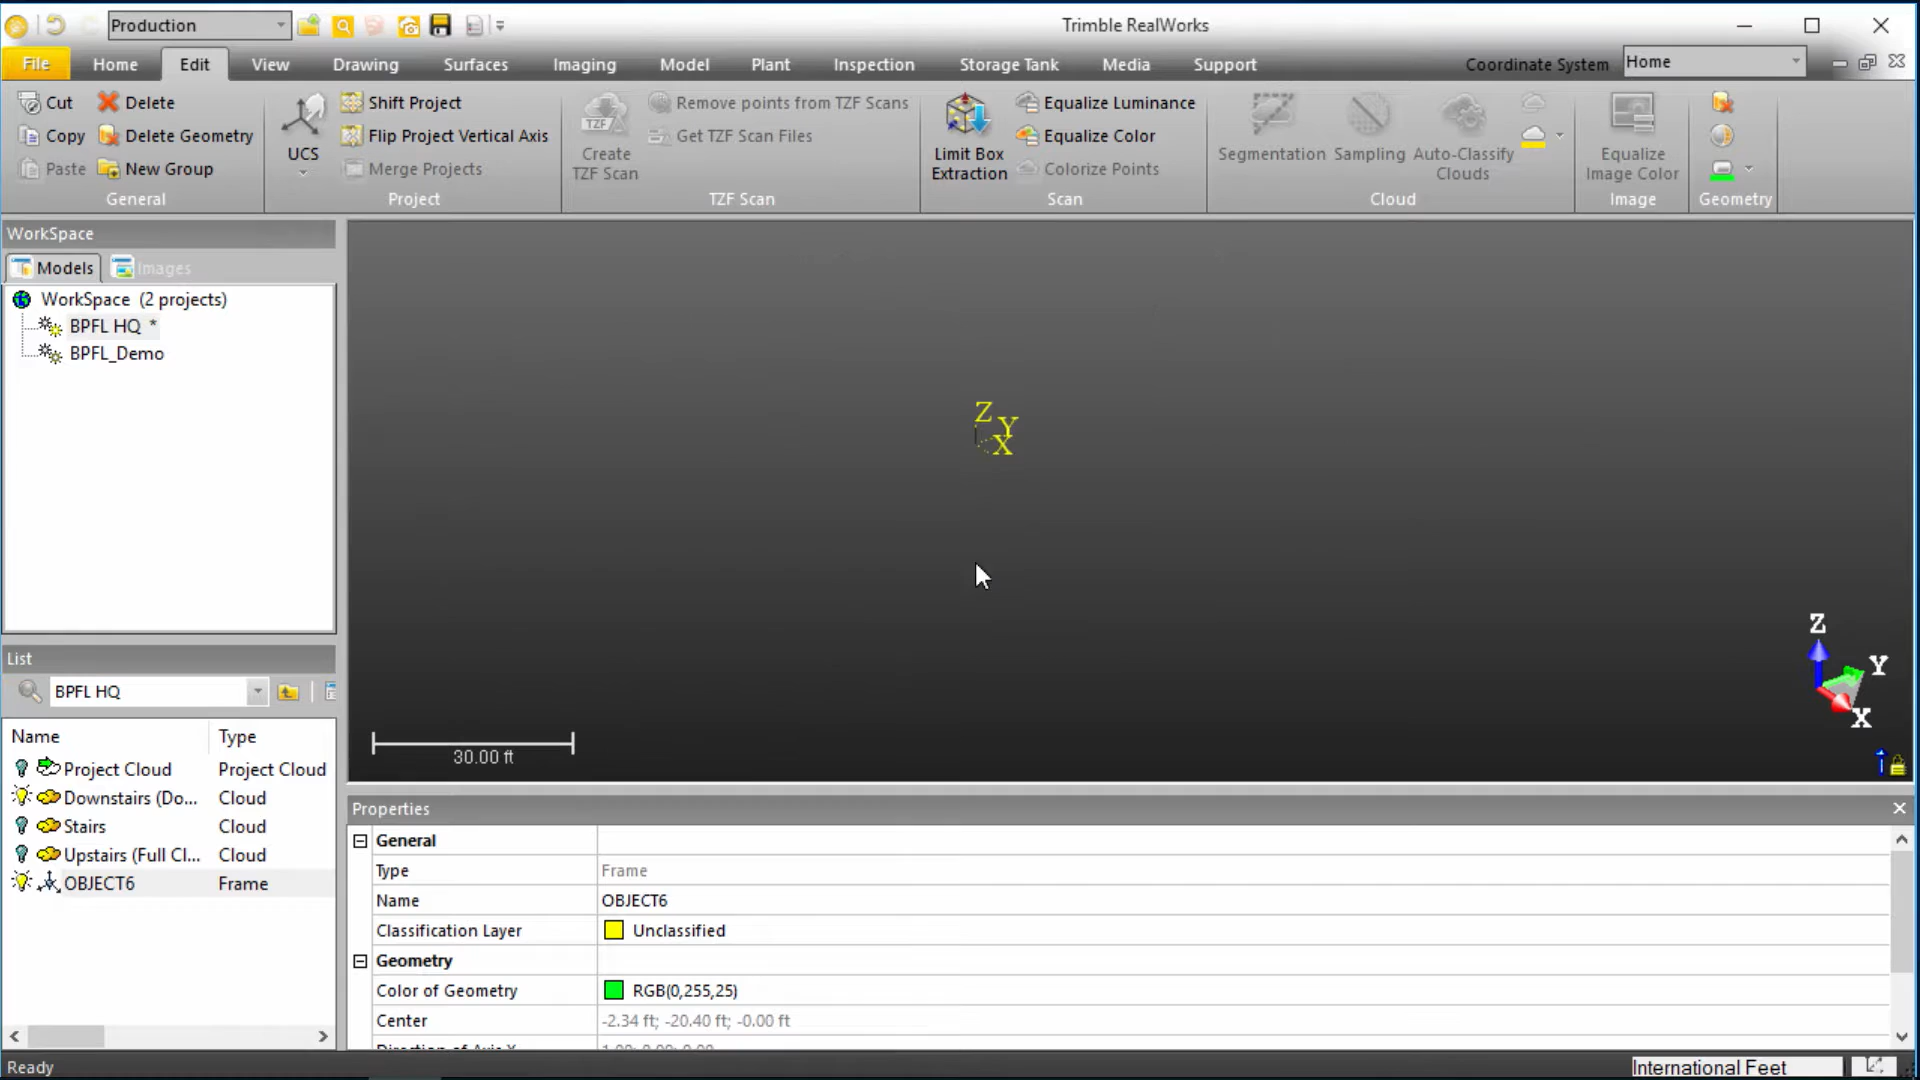 Production
Trimble RealWorks
File Home Edit View Drawing Surfaces Imaging Model Plant Inspection Storage Tank Media Support Coordinate System Home
Cut Delete
Copy Delete Geometry
Paste New Group
General
UCS
Shift Project
Flip Project Vertical Axis
Merge Projects
Project
TZF
Create
TZF Scan
Remove points from TZF Scans
Get TZF Scan Files
TZF Scan
Limit Box
Extraction
Equalize Luminance
Equalize Color
Colorize Points
Scan
Segmentation Sampling Auto-Classify
Clouds
Cloud
Equalize
Image Color
Image
Geometry
WorkSpace
Models Images
WorkSpace (2 projects)
BPFL HQ *
BPFL_Demo
Z
Y
X
30.00 ft
Z
Y
X
List
BPFL HQ
Name Type
Project Cloud Project Cloud
Downstairs (Do... Cloud
Stairs Cloud
Upstairs (Full Cl... Cloud
OBJECT6 Frame
Properties
General
Type Frame
Name OBJECT6
Classification Layer Unclassified
Geometry
Color of Geometry RGB(0,255,25)
Center -2.34 ft; -20.40 ft; -0.00 ft
Ready
International Feet